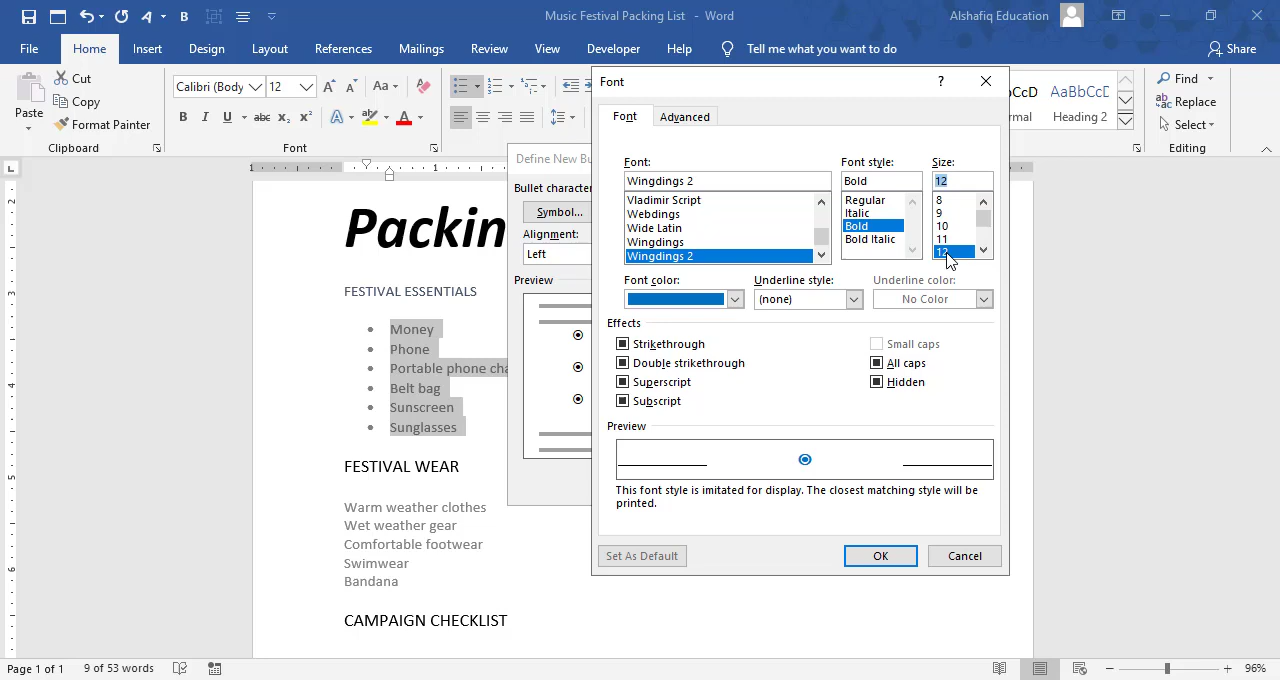 Music Festival Packing List - Word
Alshafiq Education
File Home Insert Design Layout References Mailings Review View Developer Help Tell me what you want to do Share
Paste
Cut
Copy
Format Painter
Clipboard
Calibri (Body 12
Font
Normal
AaBbCcD
Heading 2
Find
Replace
Select
Editing
Packin
FESTIVAL ESSENTIALS
• Money
• Phone
• Portable phone cha
• Belt bag
• Sunscreen
• Sunglasses
FESTIVAL WEAR
Warm weather clothes
Wet weather gear
Comfortable footwear
Swimwear
Bandana
CAMPAIGN CHECKLIST
Define New Bu
Bullet characte
Symbol...
Alignment:
Left
Preview
Font
Font Advanced
Font: Font style: Size:
Wingdings 2 Bold 12
Vladimir Script Regular 8
Webdings Italic 9
Wide Latin Bold 10
Wingdings Bold Italic 11
Wingdings 2 12
Font color: Underline style: Underline color:
(none) No Color
Effects
Strikethrough Small caps
Double strikethrough All caps
Superscript Hidden
Subscript
Preview
This font style is imitated for display. The closest matching style will be
printed.
Set As Default OK Cancel
Page 1 of 1 9 of 53 words 96%